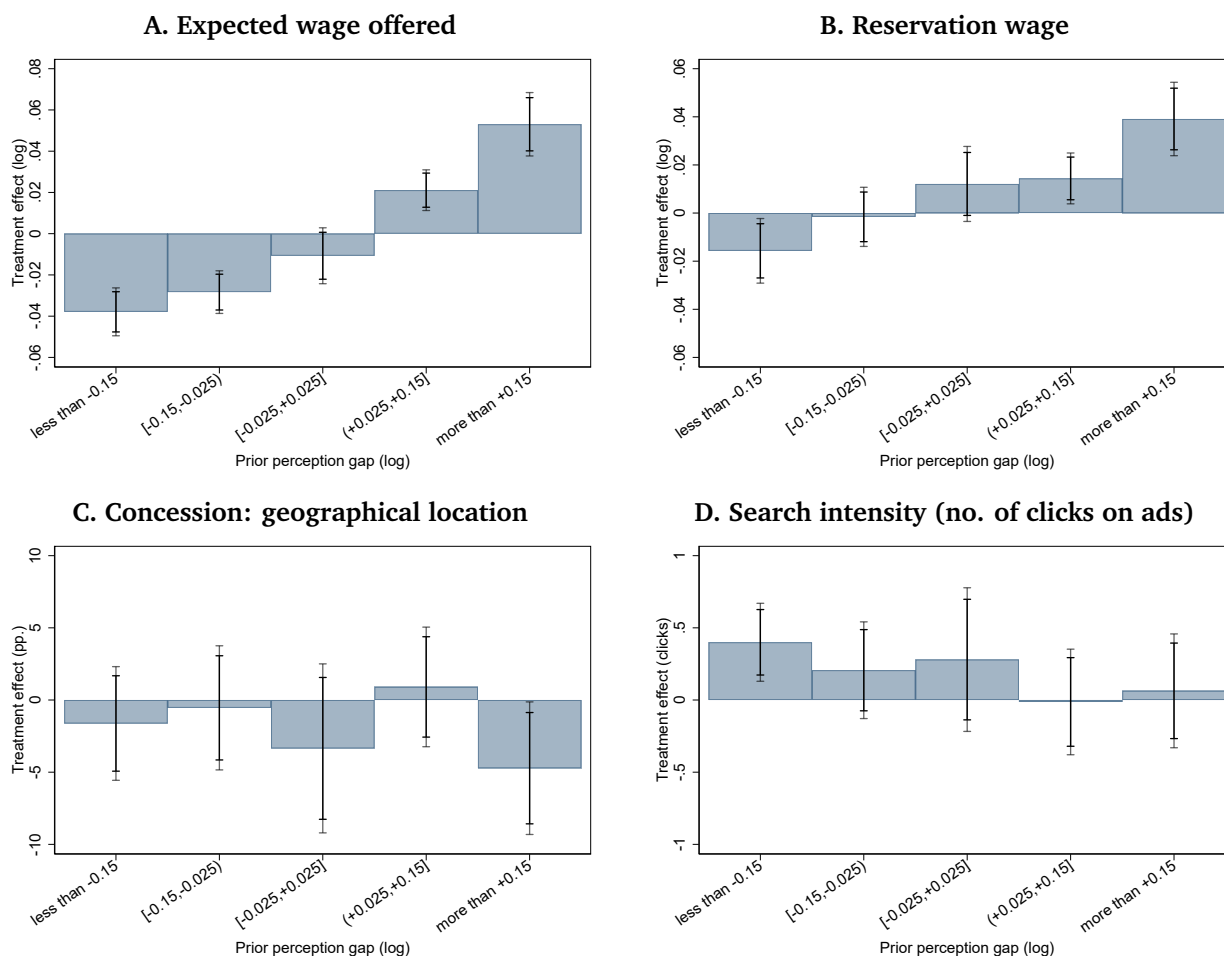 A. Expected wage offered
Treatment effect (log)
.08
.06
.04
.02
0
-.02
-.04
-.06
less than -0.15
[-0.15,-0.025)
[-0.025,+0.025]
(+0.025,+0.15]
more than +0.15
Prior perception gap (log)
B. Reservation wage
Treatment effect (log)
.06
.04
.02
0
-.02
-.04
-.06
less than -0.15
[-0.15,-0.025)
[-0.025,+0.025]
(+0.025,+0.15]
more than +0.15
Prior perception gap (log)
C. Concession: geographical location
Treatment effect (pp.)
10
5
0
-5
-10
less than -0.15
[-0.15,-0.025)
[-0.025,+0.025]
(+0.025,+0.15]
more than +0.15
Prior perception gap (log)
D. Search intensity (no. of clicks on ads)
Treatment effect (clicks)
1
.5
0
-.5
-1
less than -0.15
[-0.15,-0.025)
[-0.025,+0.025]
(+0.025,+0.15]
more than +0.15
Prior perception gap (log)